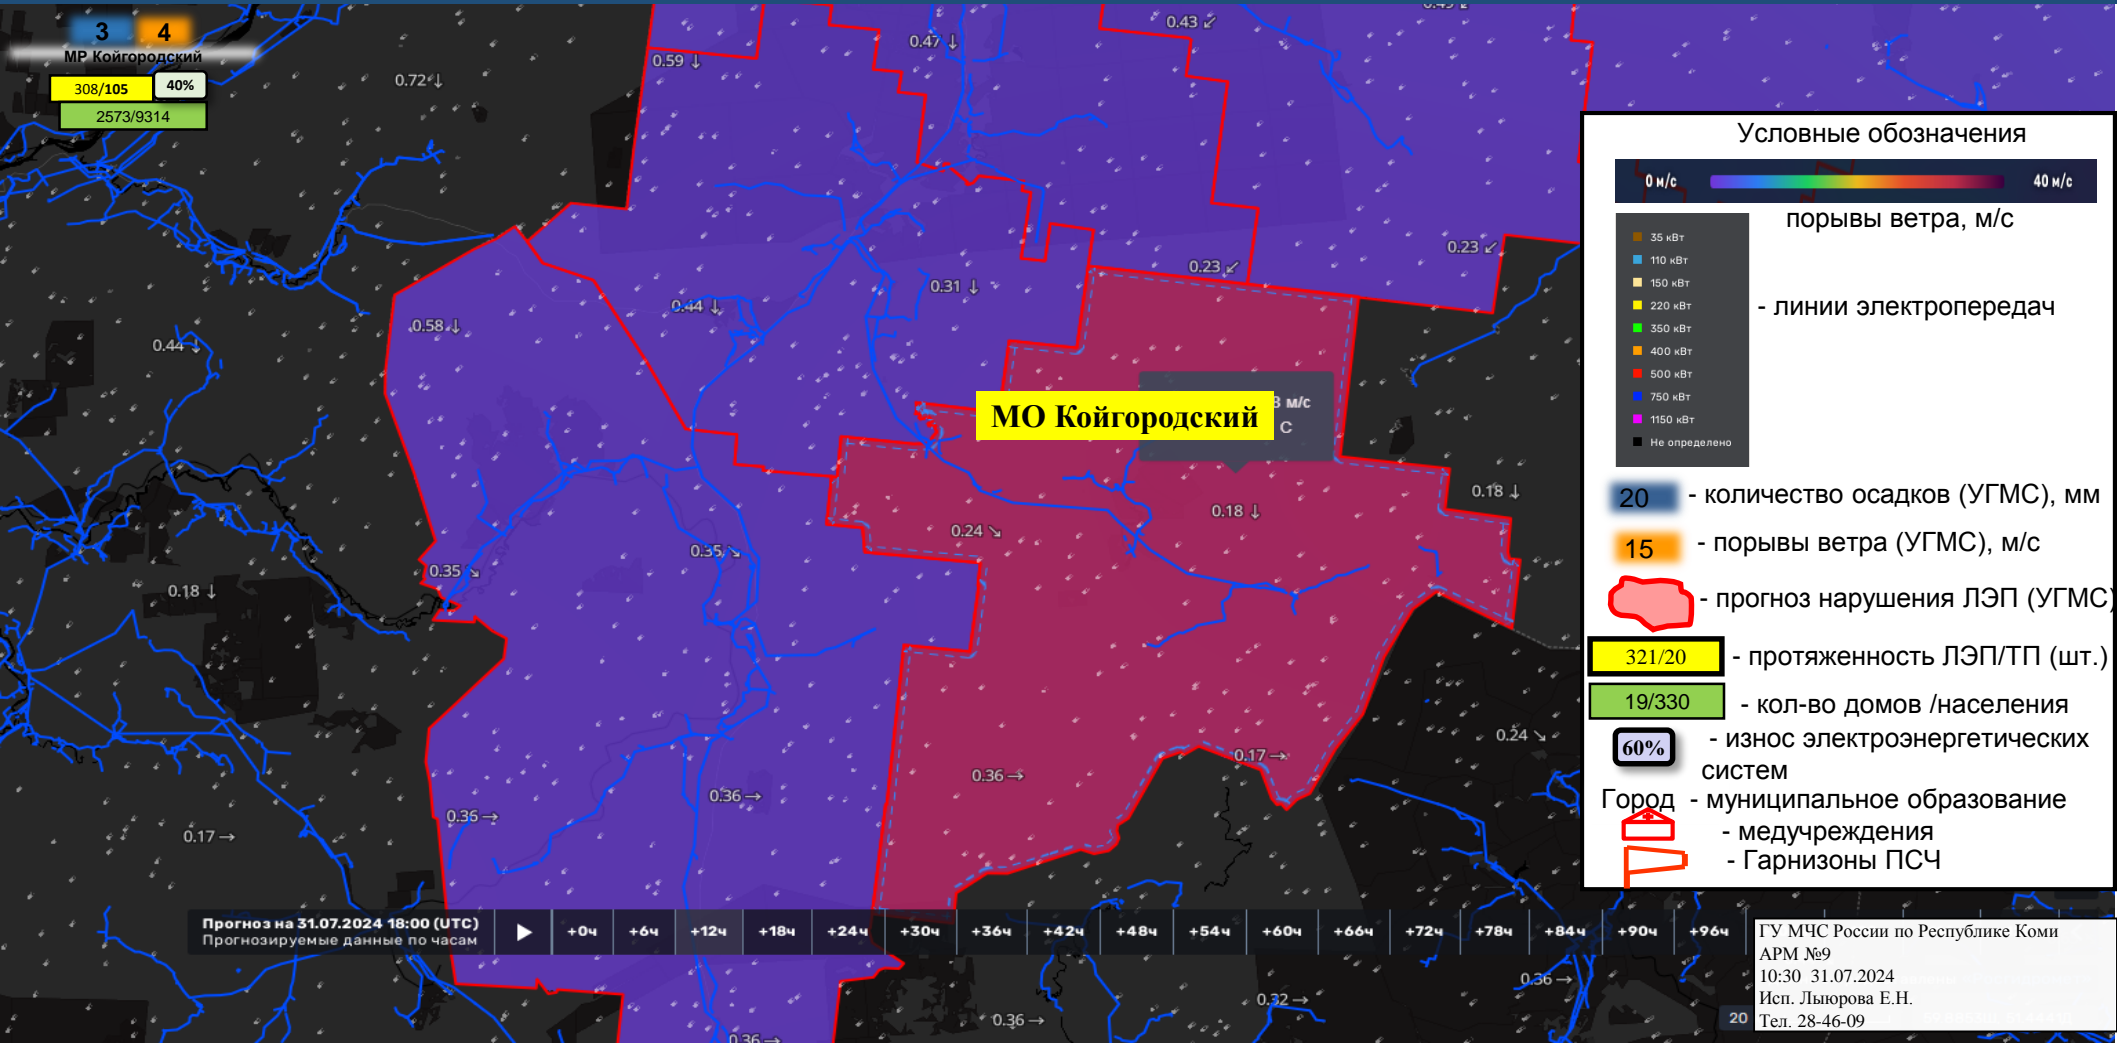 3 4
МР Койгородский
308/105 40%
2573/9314
0.43 ↙
0.47 ↓
0.59 ↓
0.72 ↓
0.23 ↙
0.23 ↙
0.31 ↓
0.44 ↓
0.58 ↓
0.44 ↓
МО Койгородский
м/с
С
0.18 ↓
0.18 ↓
0.24 ↘
0.35 ↘
0.35 ↘
0.18 ↓
0.24 ↘
0.17 →
0.36 →
0.36 →
0.36 →
0.17 →
0.36 →
0.32 →
0.36 →
0.36 →
Условные обозначения
0 м/с 40 м/с
порывы ветра, м/с
35 кВт
110 кВт
150 кВт
220 кВт
350 кВт
400 кВт
500 кВт
750 кВт
1150 кВт
Не определено
- линии электропередач
20 - количество осадков (УГМС), мм
15 - порывы ветра (УГМС), м/с
- прогноз нарушения ЛЭП (УГМС)
321/20 - протяженность ЛЭП/ТП (шт.)
19/330 - кол-во домов /населения
60% - износ электроэнергетических
систем
Город - муниципальное образование
- медучреждения
- Гарнизоны ПСЧ
Прогноз на 31.07.2024 18:00 (UTC)
Прогнозируемые данные по часам
+0ч +6ч +12ч +18ч +24ч +30ч +36ч +42ч +48ч +54ч +60ч +66ч +72ч +78ч +84ч +90ч +96ч
20
ГУ МЧС России по Республике Коми
АРМ №9
10:30 31.07.2024
Исп. Лыюрова Е.Н.
Тел. 28-46-09